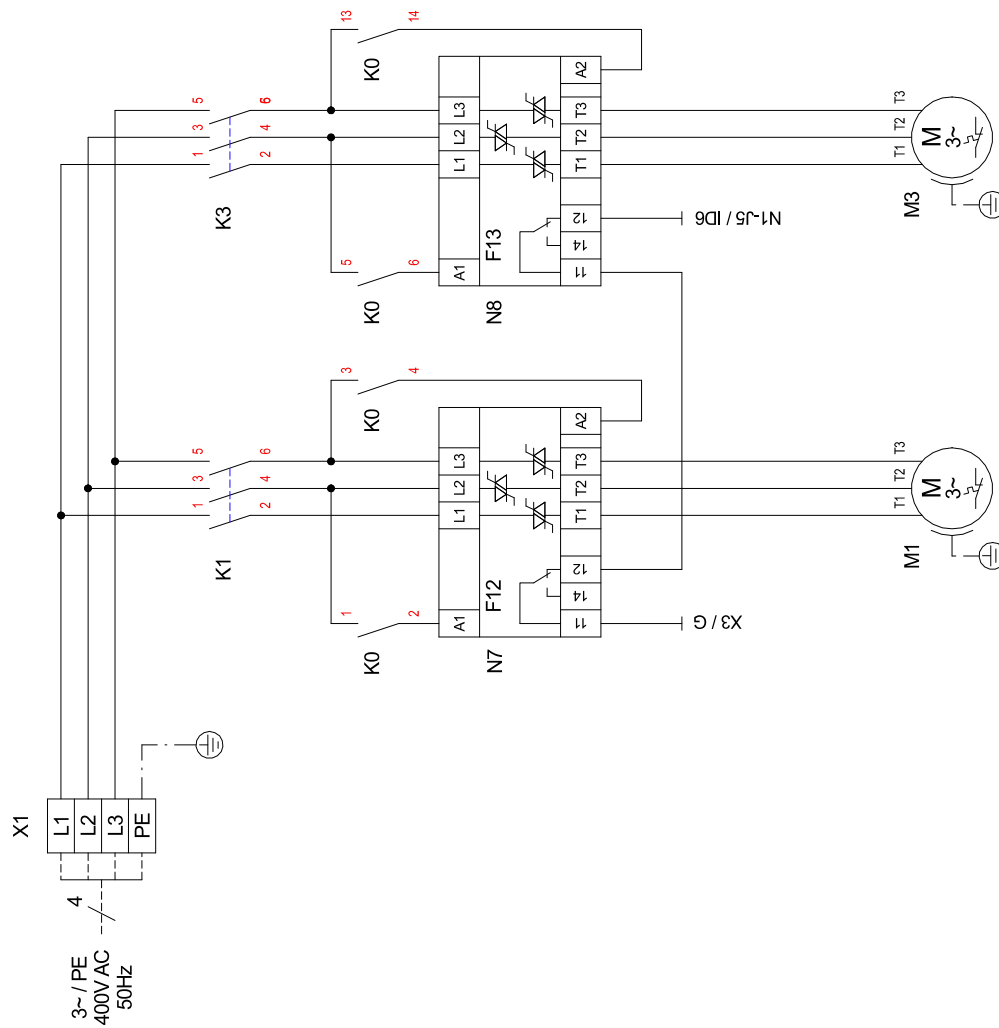 3~ / PE
400V AC
50Hz
4
X1
L1
L2
L3
PE
K1
1
3
5
2
4
6
K3
1
3
5
2
4
6
K0
1
2
K0
3
4
K0
5
6
K0
13
14
N7
F12
A1
L1
L2
L3
11
14
12
T1
T2
T3
A2
N8
F13
A1
L1
L2
L3
11
14
12
T1
T2
T3
A2
X3 / G
N1-J5 / ID6
M1
T1
T2
T3
M
3~
M3
T1
T2
T3
M
3~